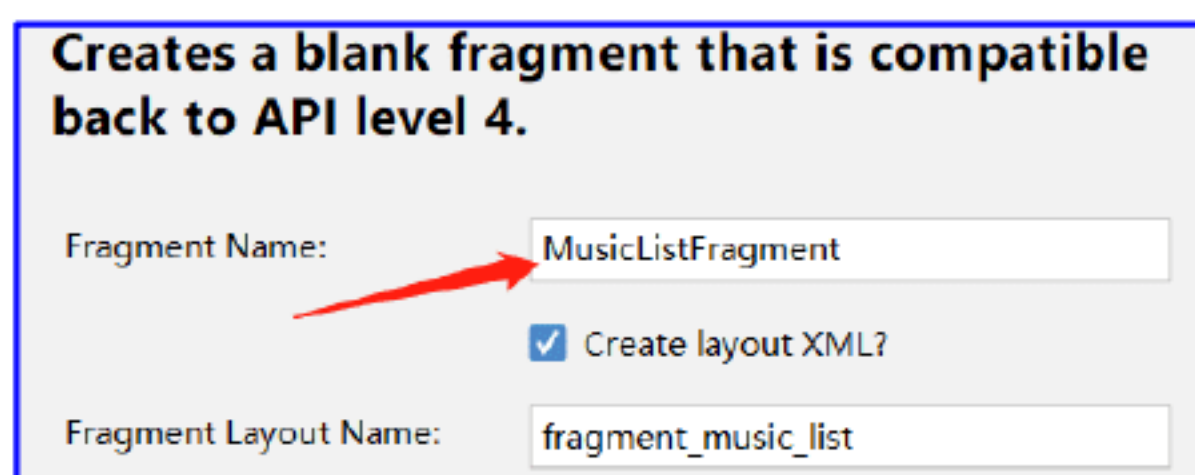 Creates a blank fragment that is compatible
back to API level 4.
Fragment Name:
MusicListFragment
Create layout XML?
Fragment Layout Name:
fragment_music_list